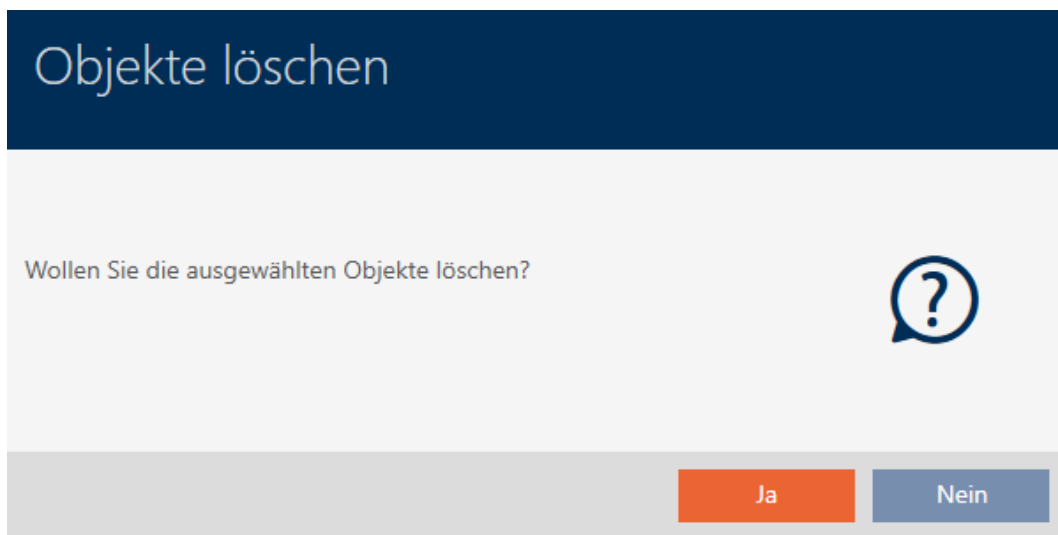 Objekte löschen
Wollen Sie die ausgewählten Objekte löschen?
?
Ja
Nein